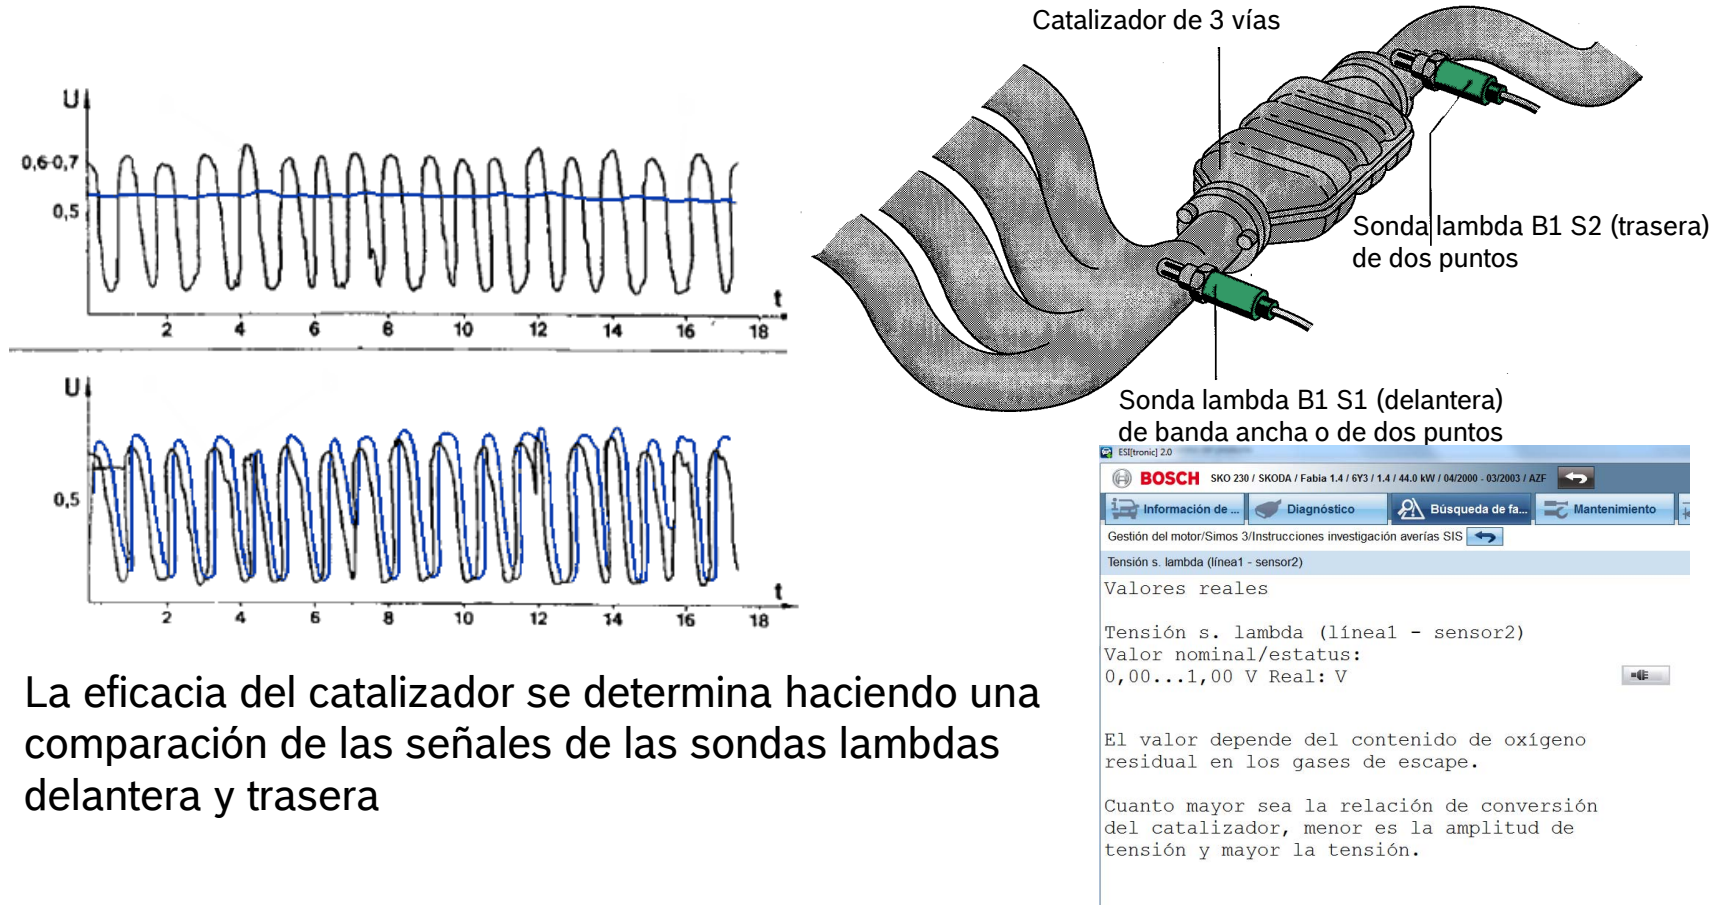 Catalizador de 3 vías
U
0,6-0,7
0,5
t
2 4 6 8 10 12 14 16 18
U
0,5
t
2 4 6 8 10 12 14 16 18
Sonda lambda B1 S2 (trasera)
de dos puntos
Sonda lambda B1 S1 (delantera)
de banda ancha o de dos puntos
La eficacia del catalizador se determina haciendo una
comparación de las señales de las sondas lambdas
delantera y trasera
ESI[tronic] 2.0
BOSCH SKO 230 / SKODA / Fabia 1.4 / 6Y3 / 1.4 / 44.0 kW / 04/2000 - 03/2003 / AZF
Información de ... Diagnóstico Búsqueda de fa... Mantenimiento
Gestión del motor/Simos 3/Instrucciones investigación averías SIS
Tensión s. lambda (línea1 - sensor2)
Valores reales
Tensión s. lambda (línea1 - sensor2)
Valor nominal/estatus:
0,00...1,00 V Real: V
El valor depende del contenido de oxígeno
residual en los gases de escape.
Cuanto mayor sea la relación de conversión
del catalizador, menor es la amplitud de
tensión y mayor la tensión.